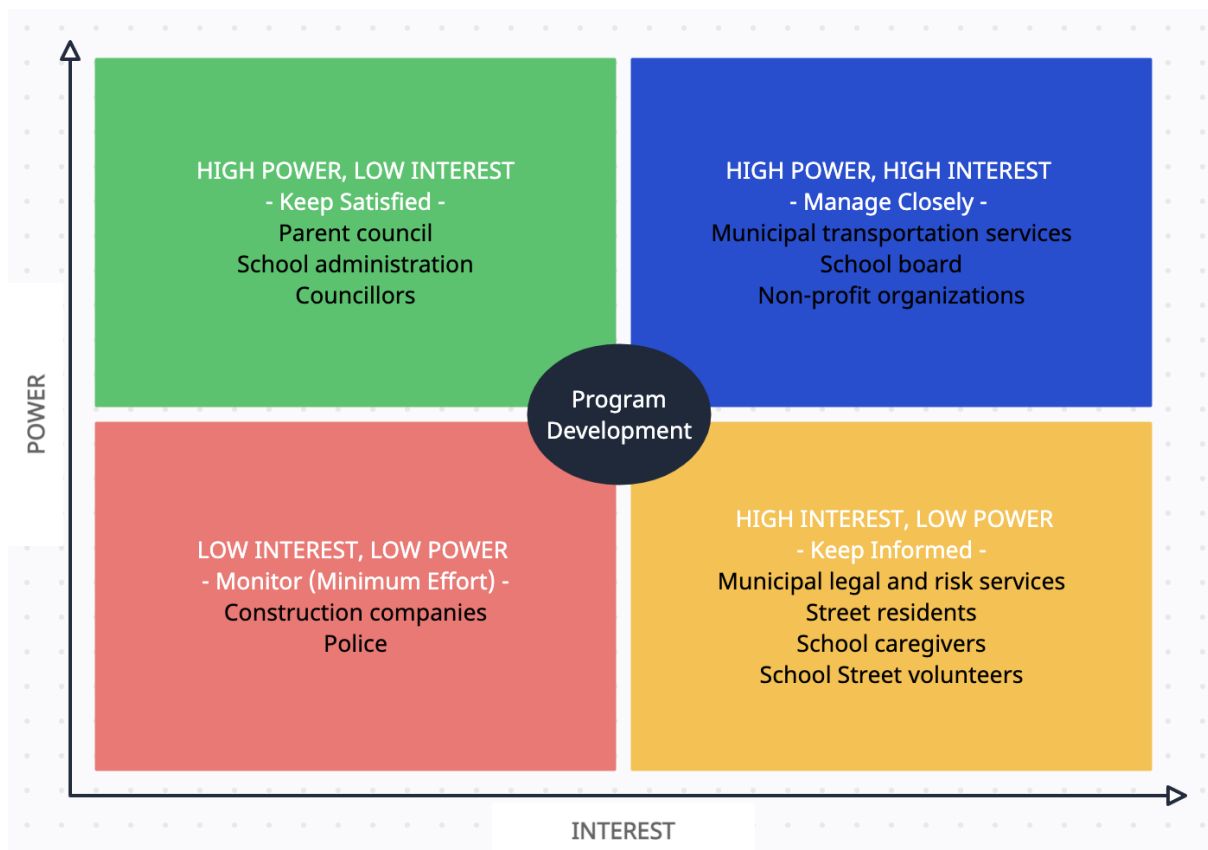 HIGH POWER, LOW INTEREST
- Keep Satisfied -
Parent council
School administration
Councillors
HIGH POWER, HIGH INTEREST
- Manage Closely -
Municipal transportation services
School board
Non-profit organizations
POWER
Program
Development
LOW INTEREST, LOW POWER
- Monitor (Minimum Effort) -
Construction companies
Police
HIGH INTEREST, LOW POWER
- Keep Informed -
Municipal legal and risk services
Street residents
School caregivers
School Street volunteers
INTEREST